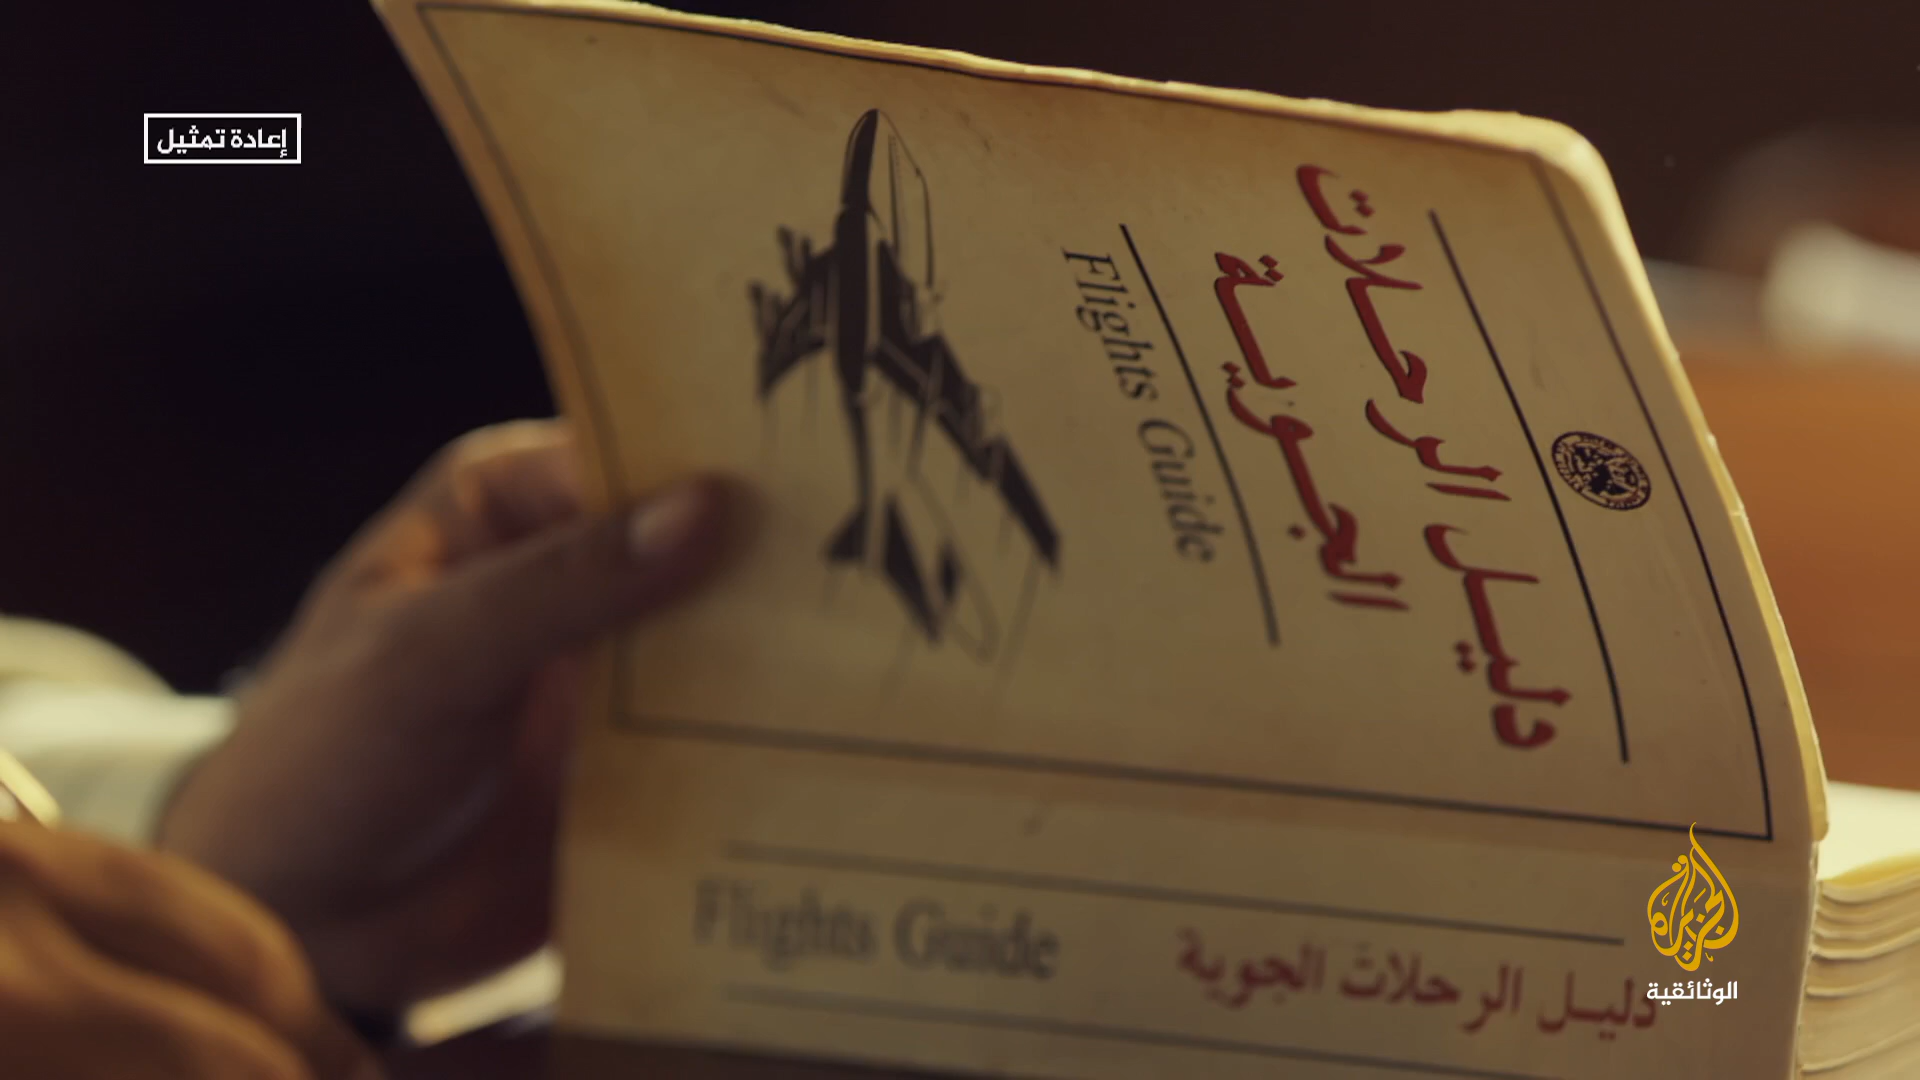 إعادة تمثيل
دليل الرحلات
الجوية
Flights Guide
Flights Guide
دليل الرحلات الجوية
الجزيرة
الوثائقية